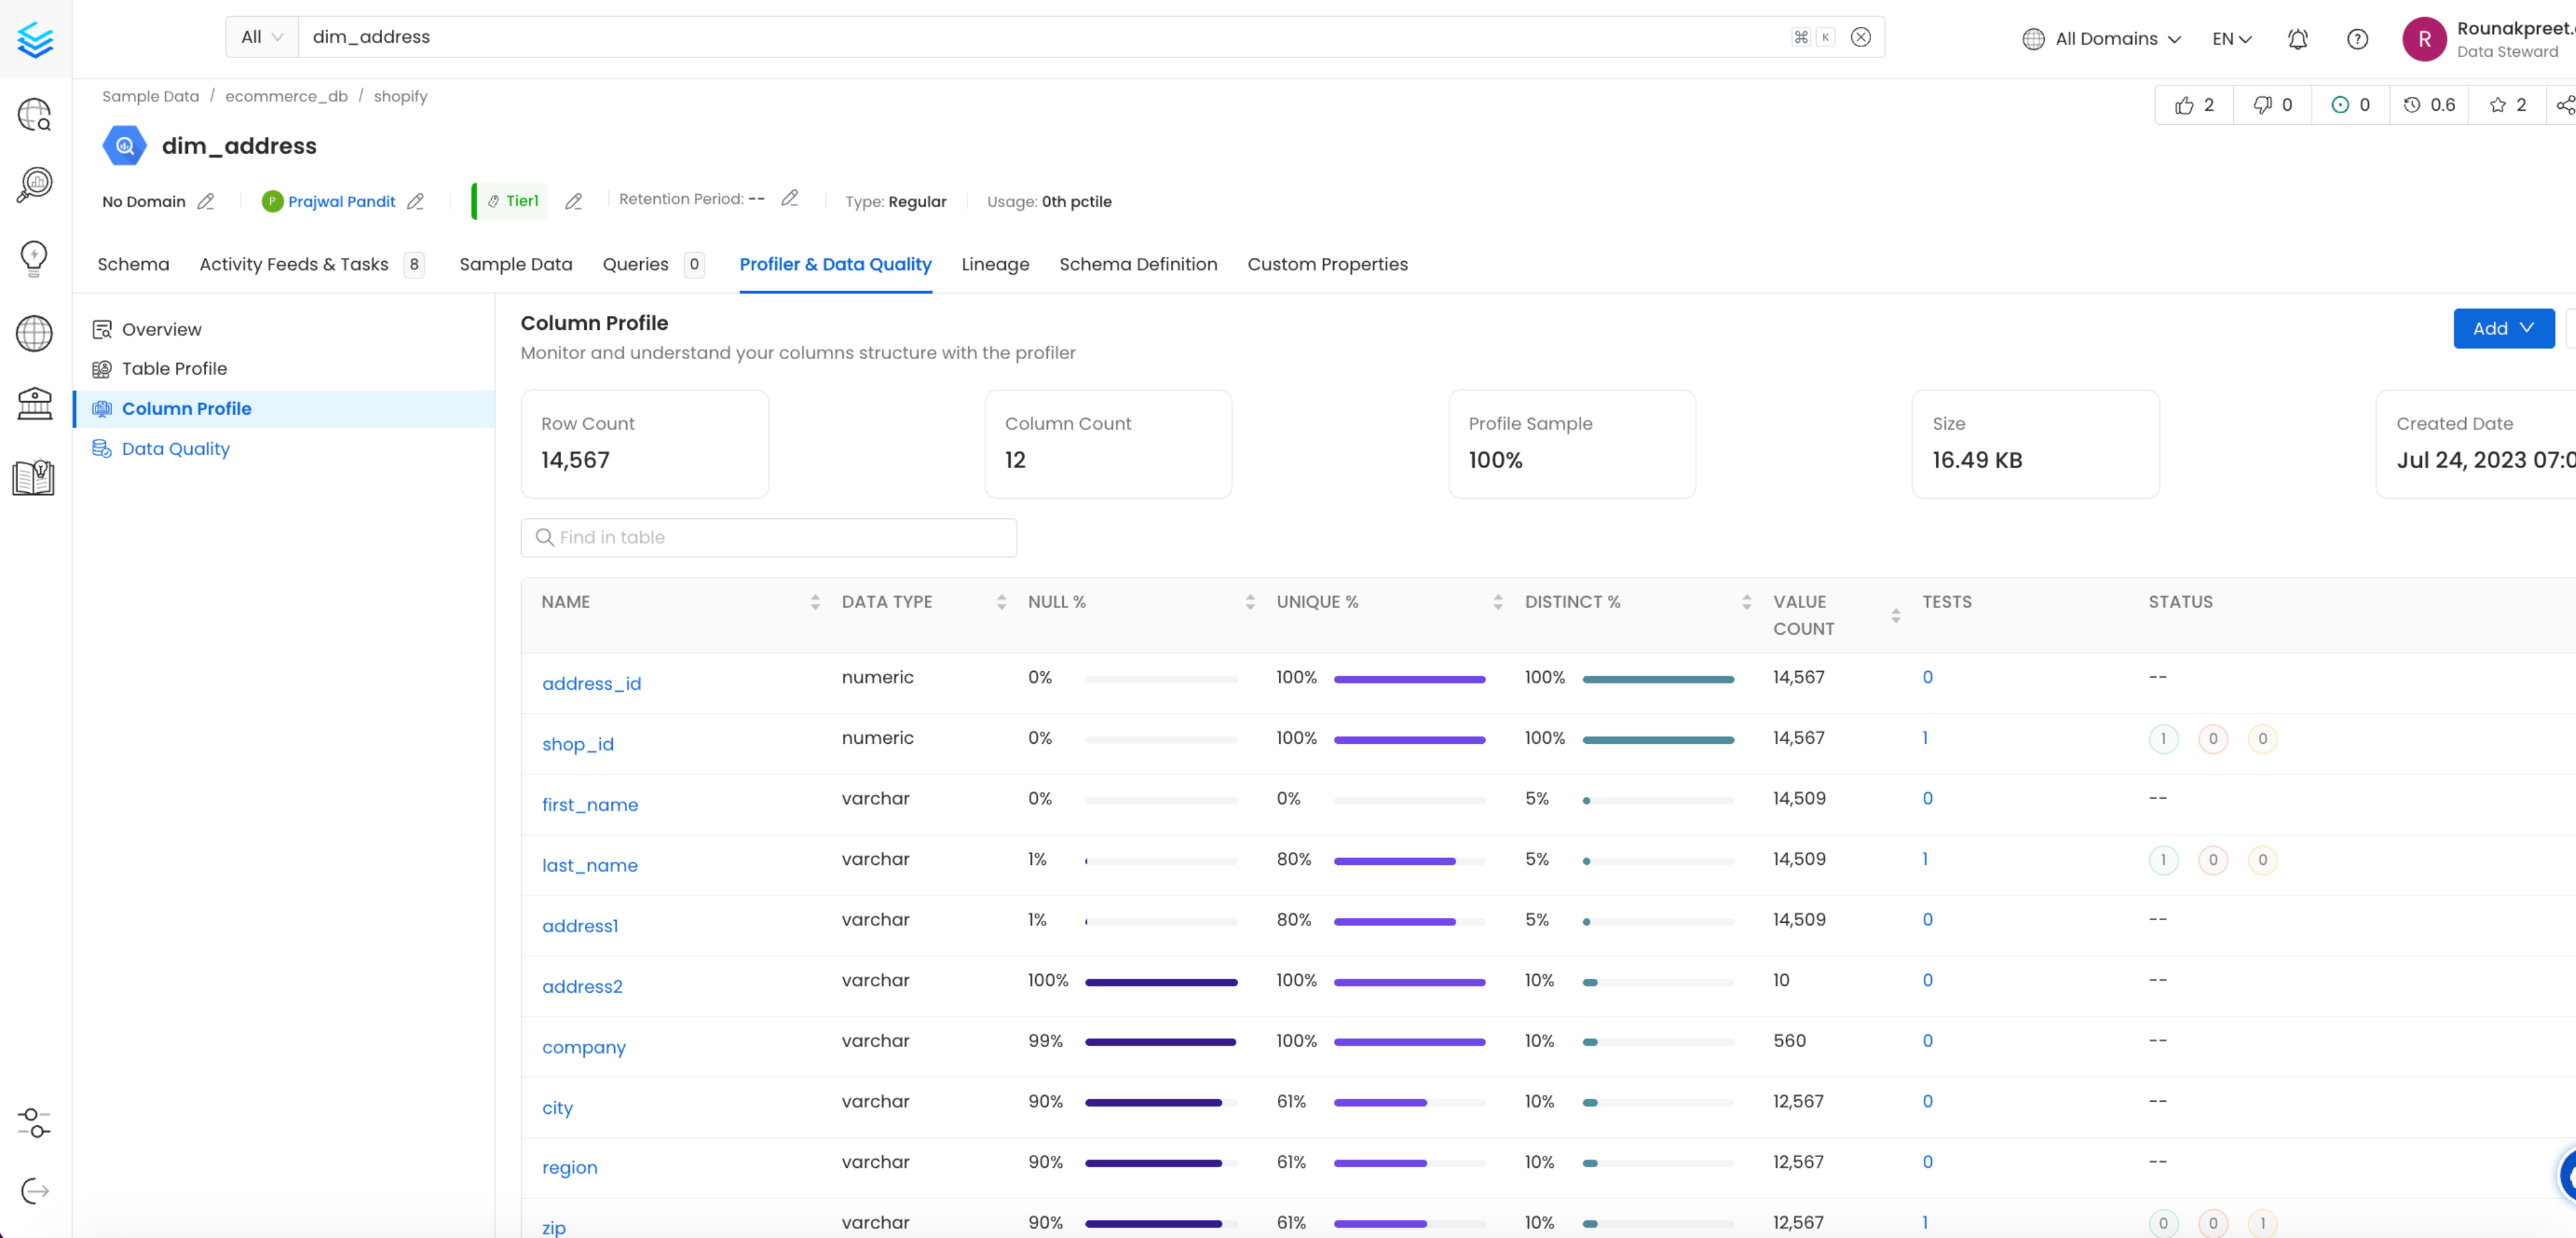 All dim_address ⌘ K All Domains EN ? R Rounakpreet.
Data Steward
Sample Data / ecommerce_db / shopify
2 0 0 0.6 2
dim_address
No Domain P Prajwal Pandit Tier1 Retention Period: -- Type: Regular Usage: 0th pctile
Schema Activity Feeds & Tasks 8 Sample Data Queries 0 Profiler & Data Quality Lineage Schema Definition Custom Properties
Overview
Table Profile
Column Profile
Data Quality
Column Profile
Monitor and understand your columns structure with the profiler
Add
Row Count
14,567
Column Count
12
Profile Sample
100%
Size
16.49 KB
Created Date
Jul 24, 2023 07:0
Find in table
NAME DATA TYPE NULL % UNIQUE % DISTINCT % VALUE COUNT TESTS STATUS
address_id numeric 0% 100% 100% 14,567 0 --
shop_id numeric 0% 100% 100% 14,567 1 1 0 0
first_name varchar 0% 0% 5% 14,509 0 --
last_name varchar 1% 80% 5% 14,509 1 1 0 0
address1 varchar 1% 80% 5% 14,509 0 --
address2 varchar 100% 100% 10% 10 0 --
company varchar 99% 100% 10% 560 0 --
city varchar 90% 61% 10% 12,567 0 --
region varchar 90% 61% 10% 12,567 0 --
zip varchar 90% 61% 10% 12,567 1 0 0 1